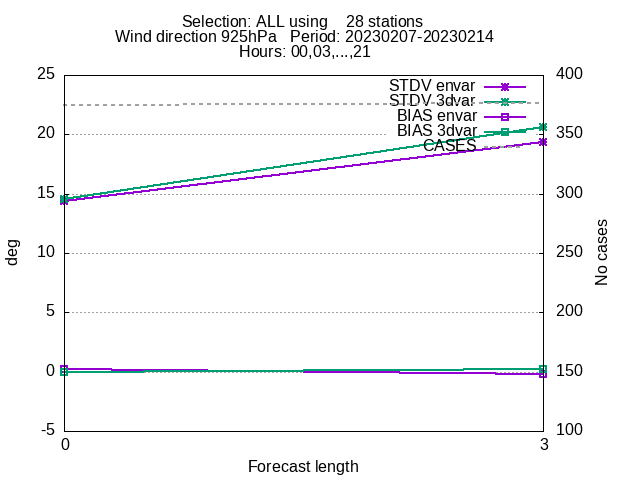 Selection: ALL using    28 stations
Wind direction 925hPa   Period: 20230207-20230214
Hours: 00,03,...,21
25
20
15
10
5
0
-5
400
350
300
250
200
150
100
STDV envar
STDV 3dvar
BIAS envar
BIAS 3dvar
CASES
deg
No cases
0
3
Forecast length